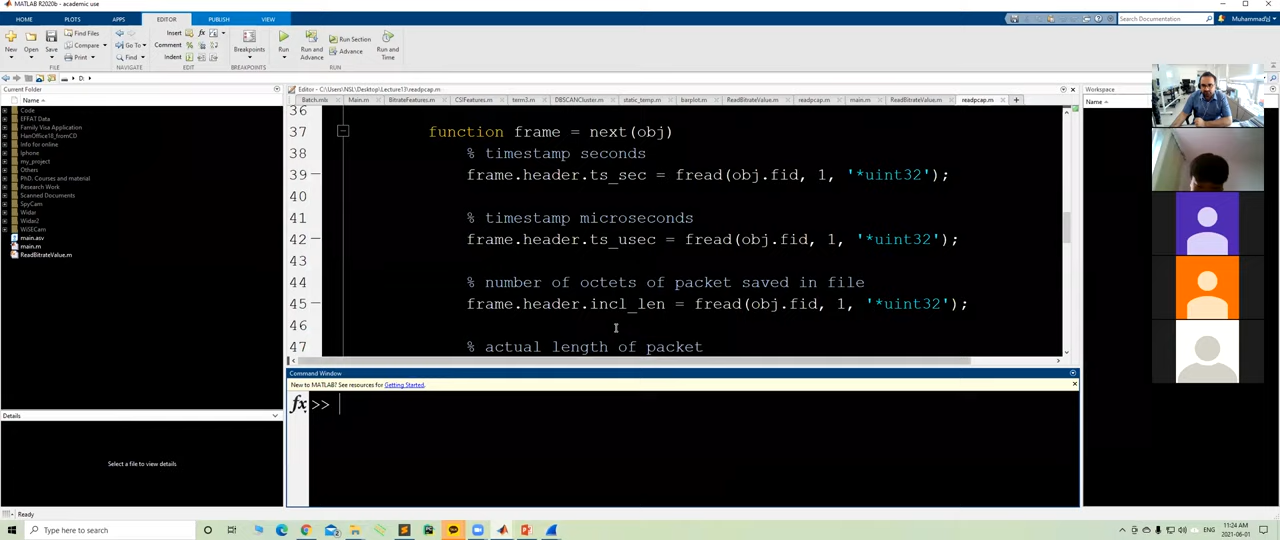 MATLAB R2020b - academic use
HOME PLOTS APPS EDITOR PUBLISH VIEW
Search Documentation
Muhammad
New Open Save
Find Files
Compare
Print
Go To
Find
Insert
Comment
Indent
Breakpoints
Run
Run and Advance
Run Section
Advance
Run and Time
FILE NAVIGATE EDIT BREAKPOINTS RUN
D:
Current Folder
Name
Code
EFFAT Data
Family Visa Application
HanOffice18_fromCD
Info for online
Iphone
my_project
Others
PhD. Courses and material
Research Work
Scanned Documents
SpyCam
Widar
Widar2
WiSECam
main.asv
main.m
ReadBitrateValue.m
Details
Select a file to view details
Editor - C:\Users\NSL\Desktop\Lecture13\readpcap.m
Batch.mlx Main.m BitrateFeatures.m CSIFeatures.m term3.m DBSCANCluster.m static_temp.m barplot.m ReadBitrateValue.m readpcap.m main.m ReadBitrateValue.m readpcap.m
36
37 function frame = next(obj)
38 % timestamp seconds
39 frame.header.ts_sec = fread(obj.fid, 1, '*uint32');
40
41 % timestamp microseconds
42 frame.header.ts_usec = fread(obj.fid, 1, '*uint32');
43
44 % number of octets of packet saved in file
45 frame.header.incl_len = fread(obj.fid, 1, '*uint32');
46
47 % actual length of packet
Command Window
New to MATLAB? See resources for Getting Started.
fx >>
Workspace
Name
Ready
Type here to search
ENG
11:24 AM
2021-06-01